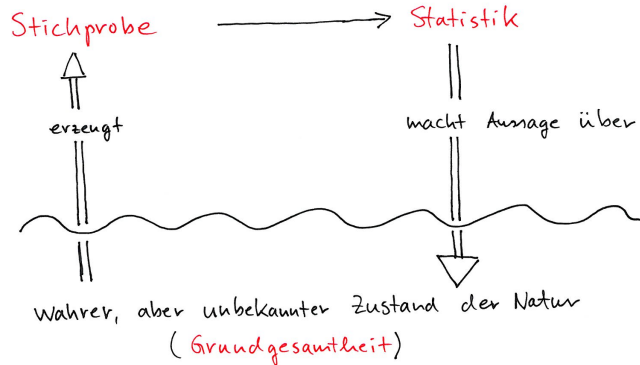 Stichprobe
Statistik
erzeugt
macht Aussage über
wahrer, aber unbekannter Zustand der Natur
(Grundgesamtheit)